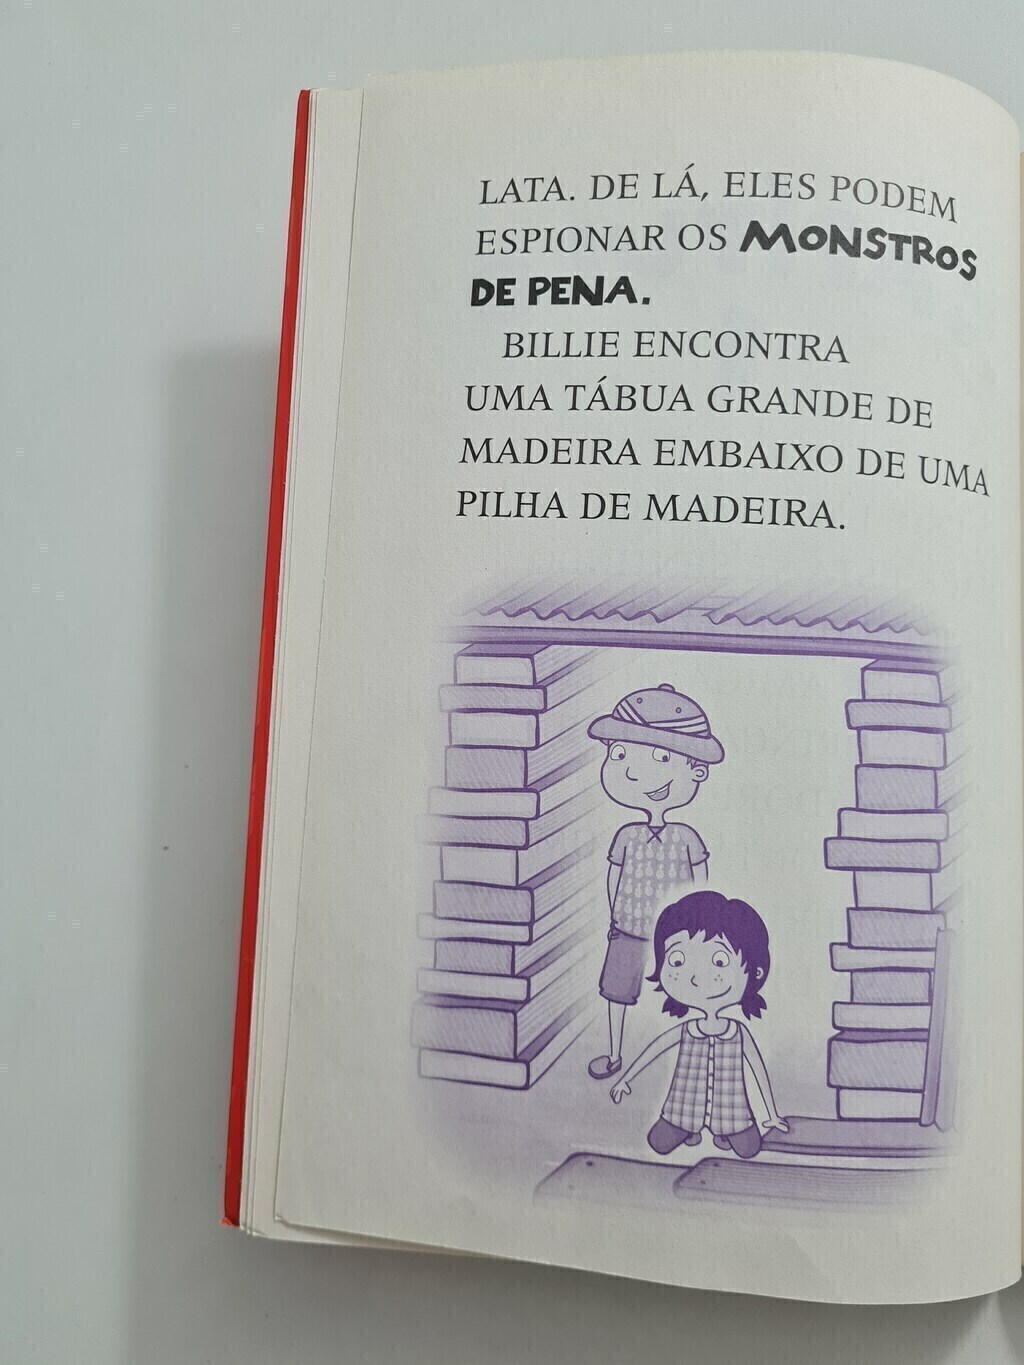 LATA. DE LÁ, ELES PODEM
ESPIONAR OS MONSTROS
DE PENA.
BILLIE ENCONTRA
UMA TÁBUA GRANDE DE
MADEIRA EMBAIXO DE UMA
PILHA DE MADEIRA.